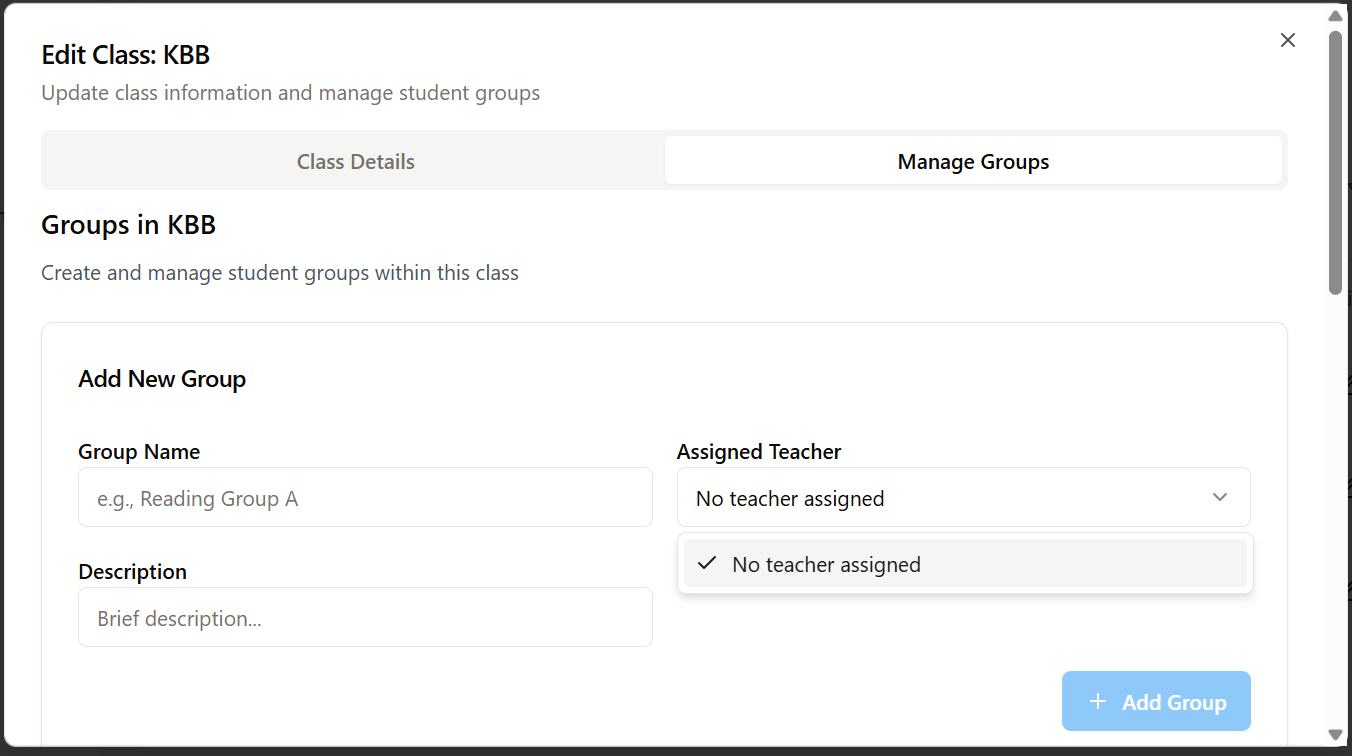 Edit Class: KBB
Update class information and manage student groups
Class Details
Manage Groups
Groups in KBB
Create and manage student groups within this class
Add New Group
Group Name
Assigned Teacher
e.g., Reading Group A
No teacher assigned
No teacher assigned
Description
Brief description...
+ Add Group